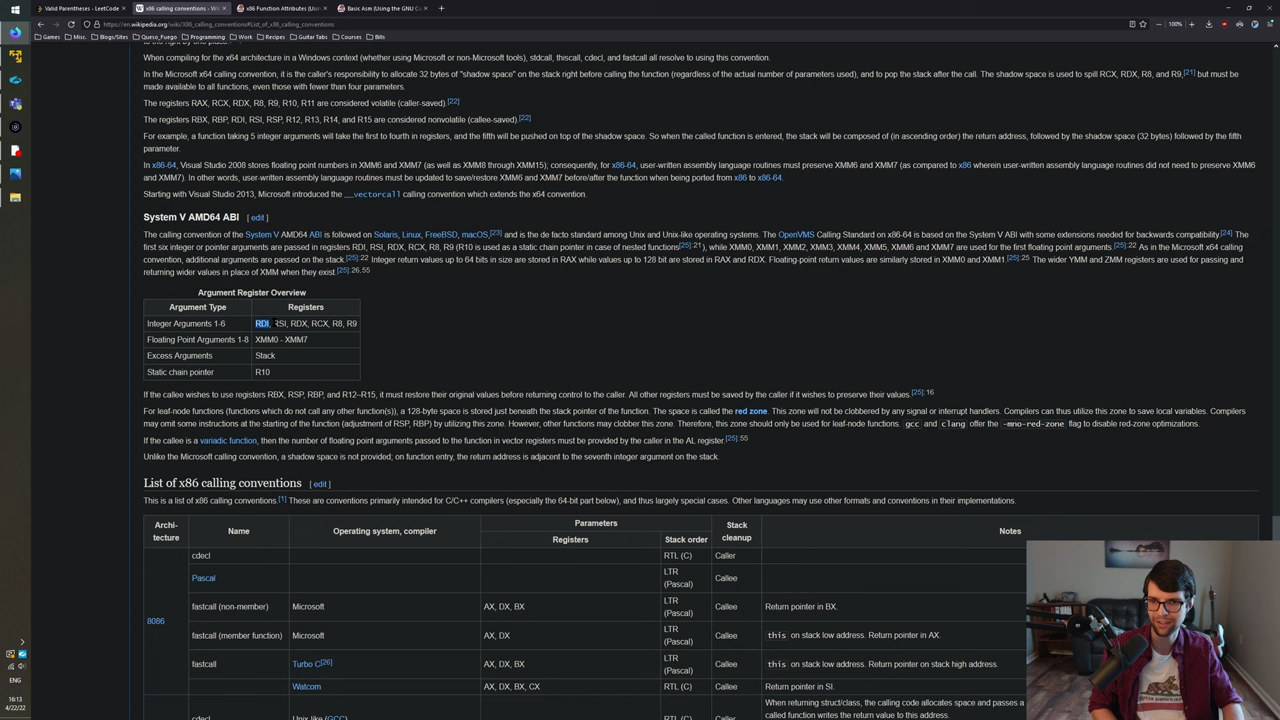 Valid Parentheses - LeetCode
x86 calling conventions - Wi
x86 Function Attributes (Usin
Basic Asm (Using the GNU C
https://en.wikipedia.org/wiki/X86_calling_conventions#List_of_x86_calling_conventions
100%
Games Misc. Blogs/Sites Queso_Fuego Programming Work Recipes Guitar Tabs Courses Bills
When compiling for the x64 architecture in a Windows context (whether using Microsoft or non-Microsoft tools), stdcall, thiscall, cdecl, and fastcall all resolve to using this convention.
In the Microsoft x64 calling convention, it is the caller's responsibility to allocate 32 bytes of "shadow space" on the stack right before calling the function (regardless of the actual number of parameters used), and to pop the stack after the call. The shadow space is used to spill RCX, RDX, R8, and R9,[21] but must be
made available to all functions, even those with fewer than four parameters.
The registers RAX, RCX, RDX, R8, R9, R10, R11 are considered volatile (caller-saved).[22]
The registers RBX, RBP, RDI, RSI, RSP, R12, R13, R14, and R15 are considered nonvolatile (callee-saved).[22]
For example, a function taking 5 integer arguments will take the first to fourth in registers, and the fifth will be pushed on top of the shadow space. So when the called function is entered, the stack will be composed of (in ascending order) the return address, followed by the shadow space (32 bytes) followed by the fifth
parameter.
In x86-64, Visual Studio 2008 stores floating point numbers in XMM6 and XMM7 (as well as XMM8 through XMM15); consequently, for x86-64, user-written assembly language routines must preserve XMM6 and XMM7 (as compared to x86 wherein user-written assembly language routines did not need to preserve XMM6
and XMM7). In other words, user-written assembly language routines must be updated to save/restore XMM6 and XMM7 before/after the function when being ported from x86 to x86-64.
Starting with Visual Studio 2013, Microsoft introduced the __vectorcall calling convention which extends the x64 convention.
System V AMD64 ABI [ edit ]
The calling convention of the System V AMD64 ABI is followed on Solaris, Linux, FreeBSD, macOS,[23] and is the de facto standard among Unix and Unix-like operating systems. The OpenVMS Calling Standard on x86-64 is based on the System V ABI with some extensions needed for backwards compatibility.[24] The
first six integer or pointer arguments are passed in registers RDI, RSI, RDX, RCX, R8, R9 (R10 is used as a static chain pointer in case of nested functions[25]: 21), while XMM0, XMM1, XMM2, XMM3, XMM4, XMM5, XMM6 and XMM7 are used for the first floating point arguments.[25]: 22 As in the Microsoft x64 calling
convention, additional arguments are passed on the stack.[25]: 22 Integer return values up to 64 bits in size are stored in RAX while values up to 128 bit are stored in RAX and RDX. Floating-point return values are similarly stored in XMM0 and XMM1.[25]: 25 The wider YMM and ZMM registers are used for passing and
returning wider values in place of XMM when they exist.[25]: 26, 55
Argument Register Overview
Argument Type Registers
Integer Arguments 1-6 RDI, RSI, RDX, RCX, R8, R9
Floating Point Arguments 1-8 XMM0 - XMM7
Excess Arguments Stack
Static chain pointer R10
If the callee wishes to use registers RBX, RSP, RBP, and R12–R15, it must restore their original values before returning control to the caller. All other registers must be saved by the caller if it wishes to preserve their values.[25]: 16
For leaf-node functions (functions which do not call any other function(s)), a 128-byte space is stored just beneath the stack pointer of the function. The space is called the red zone. This zone will not be clobbered by any signal or interrupt handlers. Compilers can thus utilize this zone to save local variables. Compilers
may omit some instructions at the starting of the function (adjustment of RSP, RBP) by utilizing this zone. However, other functions may clobber this zone. Therefore, this zone should only be used for leaf-node functions. gcc and clang offer the -mno-red-zone flag to disable red-zone optimizations.
If the callee is a variadic function, then the number of floating point arguments passed to the function in vector registers must be provided by the caller in the AL register.[25]: 55
Unlike the Microsoft calling convention, a shadow space is not provided; on function entry, the return address is adjacent to the seventh integer argument on the stack.
List of x86 calling conventions [ edit ]
This is a list of x86 calling conventions.[1] These are conventions primarily intended for C/C++ compilers (especially the 64-bit part below), and thus largely special cases. Other languages may use other formats and conventions in their implementations.
Archi-
tecture Name Operating system, compiler Parameters Stack
cleanup Notes
Registers Stack order
8086 cdecl RTL (C) Caller
Pascal LTR
(Pascal) Callee
fastcall (non-member) Microsoft AX, DX, BX LTR
(Pascal) Callee Return pointer in BX.
fastcall (member function) Microsoft AX, DX LTR
(Pascal) Callee this on stack low address. Return pointer in AX.
fastcall Turbo C[26] AX, DX, BX LTR
(Pascal) Callee this on stack low address. Return pointer on stack high address.
Watcom AX, DX, BX, CX RTL (C) Callee Return pointer in SI.
When returning struct/class, the calling code allocates space and passes a
cdecl Unix-like (GCC) RTL (C) Caller called function writes the return value to this address.
ENG
16:13
4/22/22